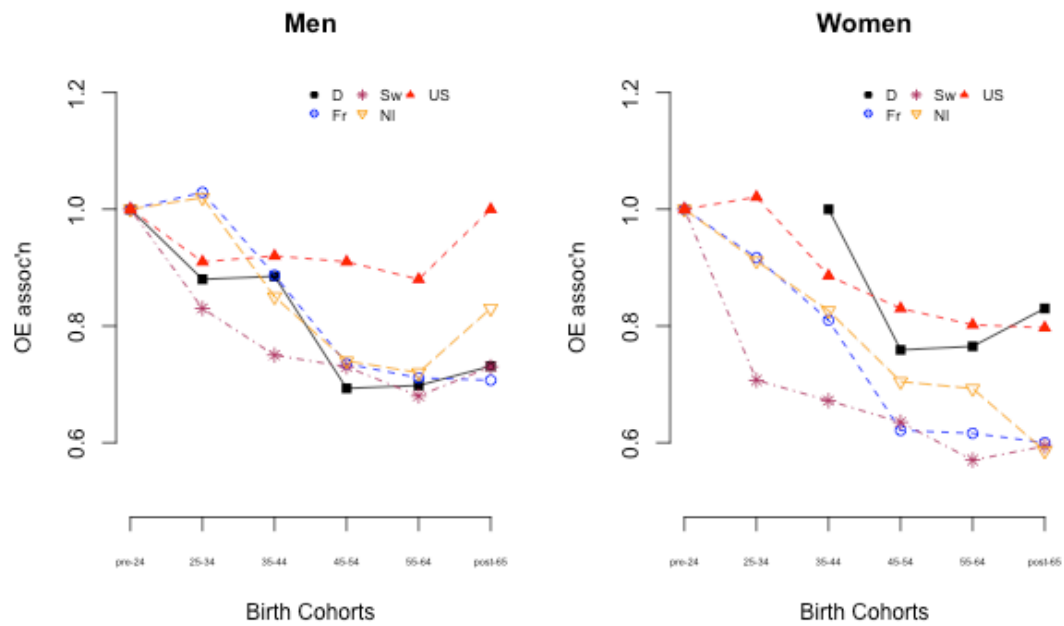 Men
D Sw US
Fr Nl
1.2
1.0
0.8
0.6
OE assoc'n
pre-24 25-34 35-44 45-54 55-64 post-65
Birth Cohorts
Women
D Sw US
Fr Nl
1.2
1.0
0.8
0.6
OE assoc'n
pre-24 25-34 35-44 45-54 55-64 post-65
Birth Cohorts